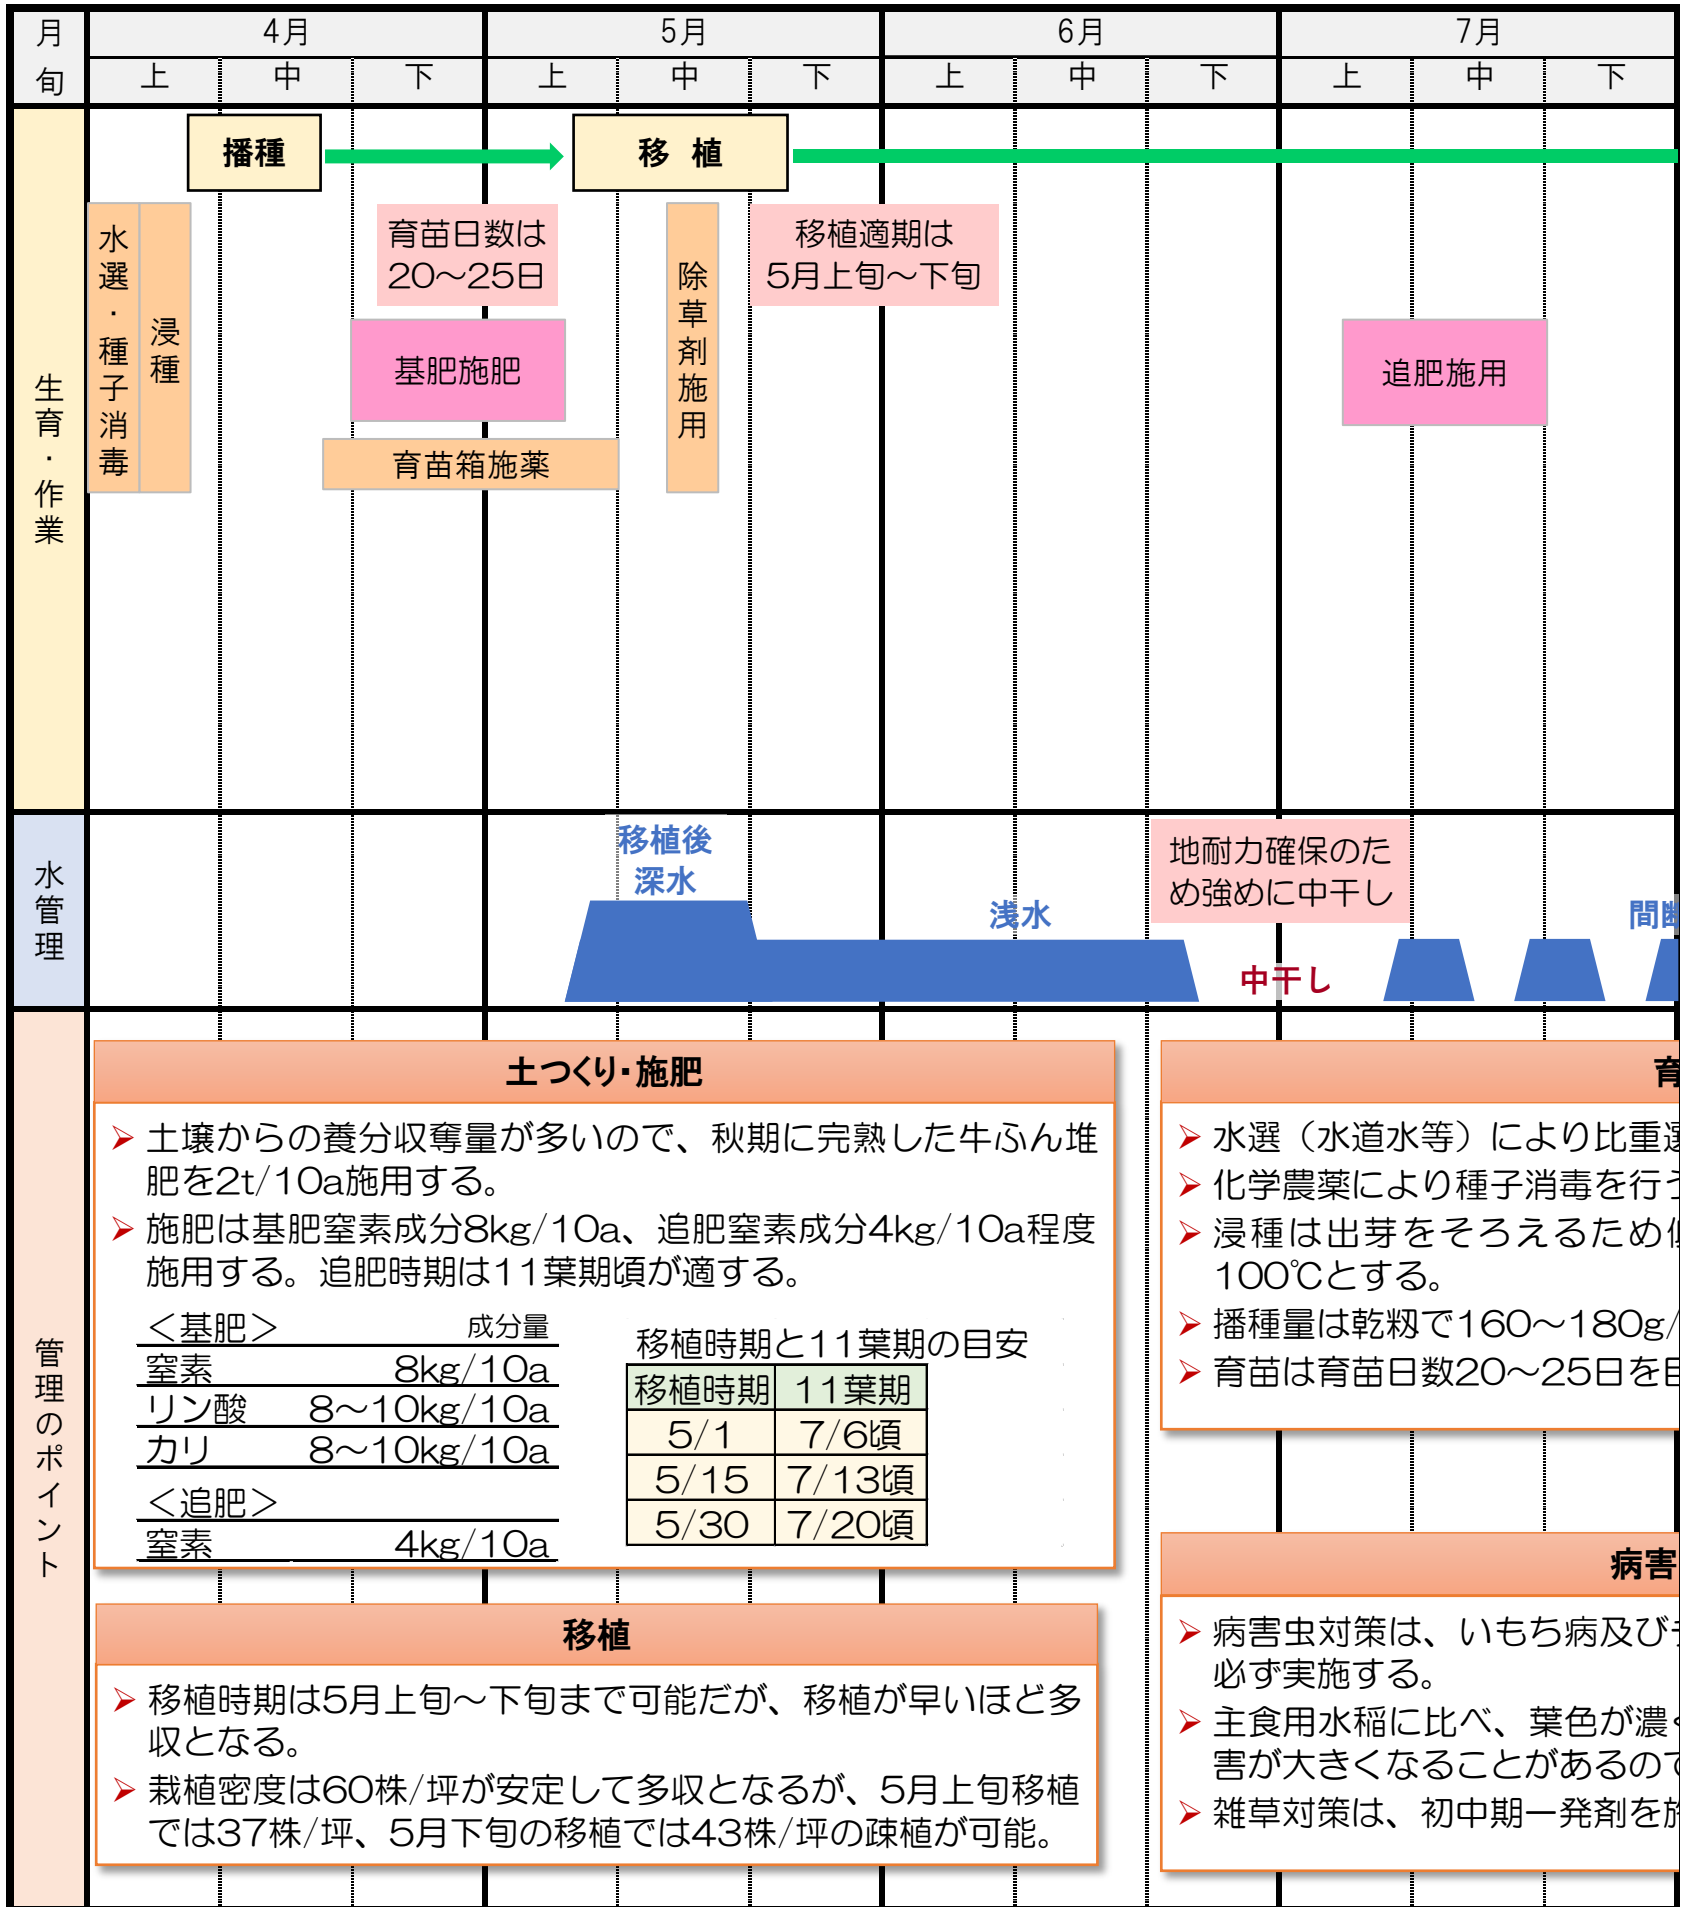 月
旬
4月
5月
6月
7月
上
中
下
上
中
下
上
中
下
上
中
下
生育・作業
播種
移 植
水選・種子消毒
浸種
育苗日数は
20～25日
基肥施肥
育苗箱施薬
除草剤施用
移植適期は
5月上旬～下旬
追肥施用
水管理
移植後
深水
浅水
地耐力確保のた
め強めに中干し
中干し
間断
管理のポイント
土つくり・施肥
➢ 土壌からの養分収奪量が多いので、秋期に完熟した牛ふん堆
肥を2t/10a施用する。
➢ 施肥は基肥窒素成分8kg/10a、追肥窒素成分4kg/10a程度
施用する。追肥時期は11葉期頃が適する。
＜基肥＞ 成分量
窒素 8kg/10a
リン酸 8～10kg/10a
カリ 8～10kg/10a
＜追肥＞
窒素 4kg/10a
移植時期と11葉期の目安
移植時期 11葉期
5/1 7/6頃
5/15 7/13頃
5/30 7/20頃
移植
➢ 移植時期は5月上旬～下旬まで可能だが、移植が早いほど多
収となる。
➢ 栽植密度は60株/坪が安定して多収となるが、5月上旬移植
では37株/坪、5月下旬の移植では43株/坪の疎植が可能。
育
➢ 水選（水道水等）により比重選
➢ 化学農薬により種子消毒を行う
➢ 浸種は出芽をそろえるため
100℃とする。
➢ 播種量は乾籾で160～180g/
➢ 育苗は育苗日数20～25日を目
病害
➢ 病害虫対策は、いもち病及び
必ず実施する。
➢ 主食用水稲に比べ、葉色が濃く
害が大きくなることがあるので
➢ 雑草対策は、初中期一発剤を施